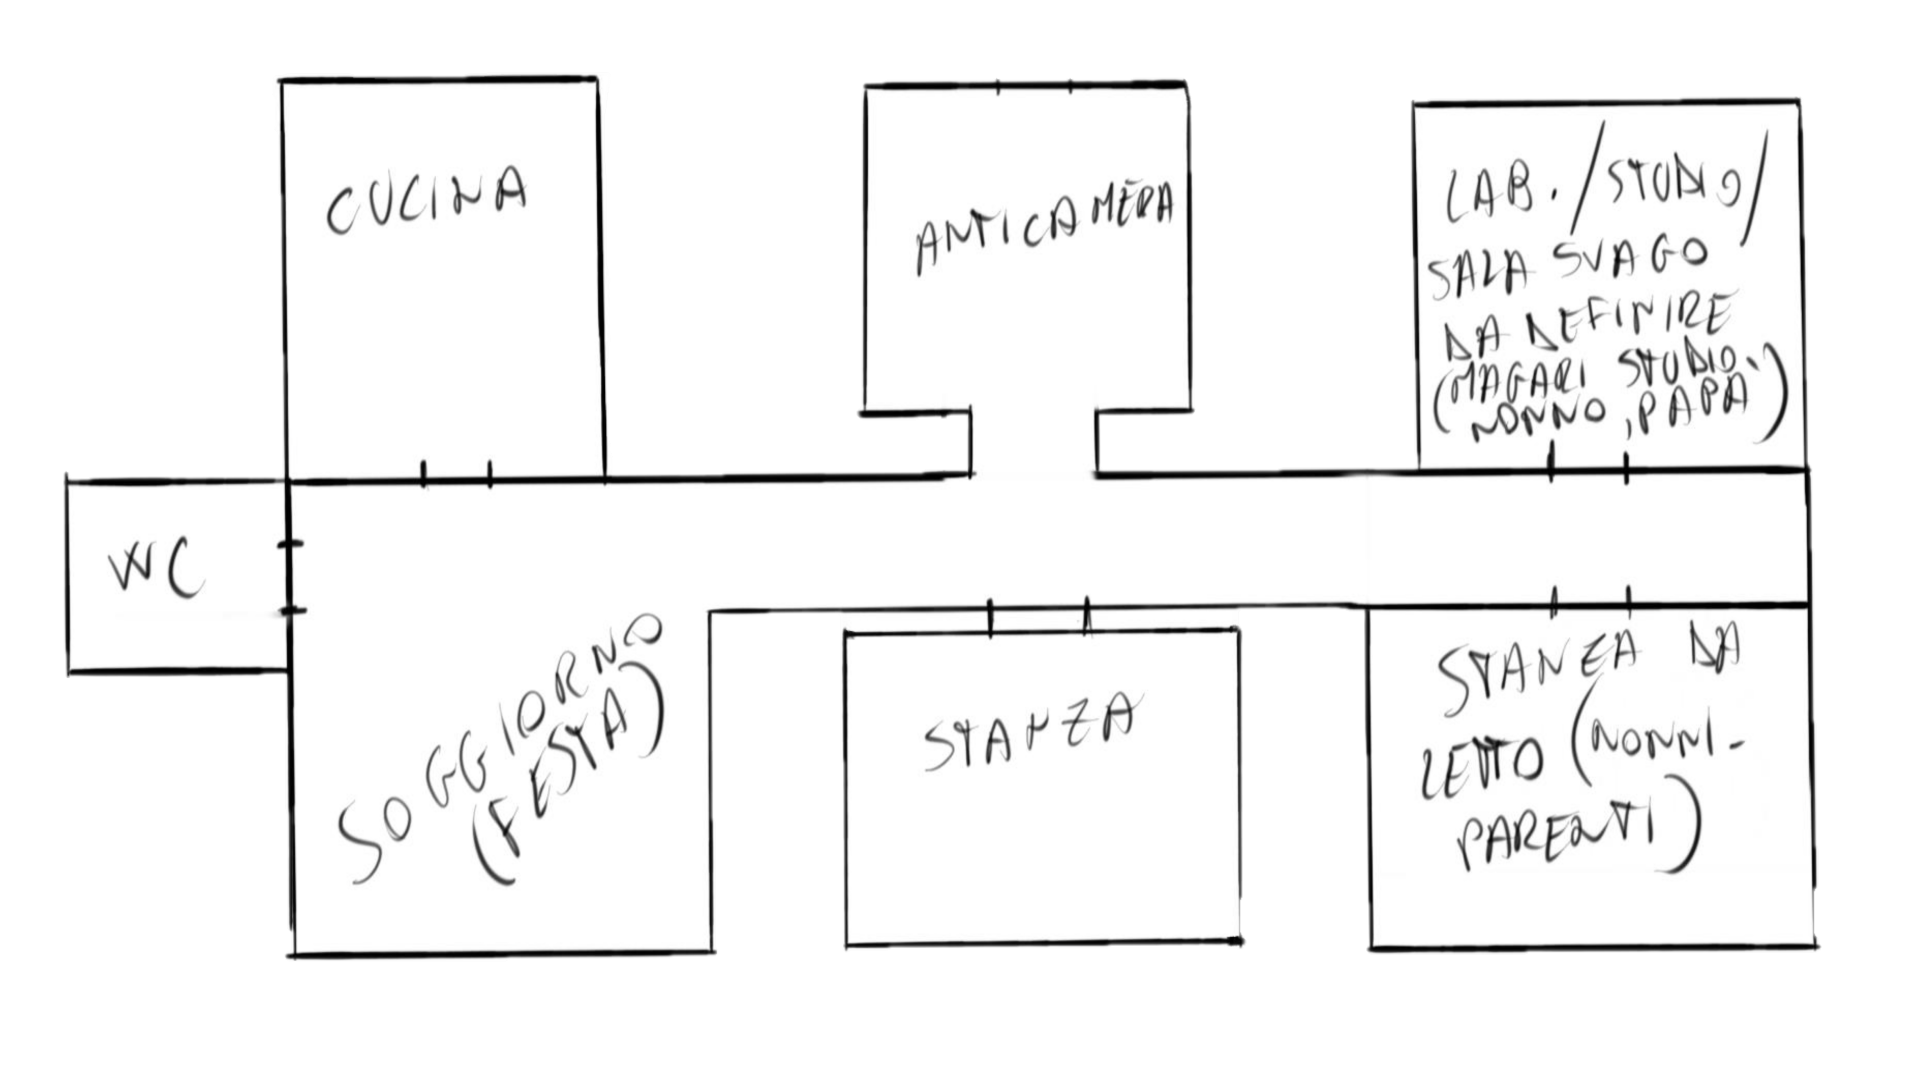 CUCINA
ANTICAMERA
LAB. / STUDIO /
SALA SVAGO
DA DEFINIRE
(MAGARI STUDIO
NONNO, PAPÀ)
WC
SOGGIORNO
(FESTA)
STANZA
STANZA DA
LETTO (NONNI-
PARENTI)